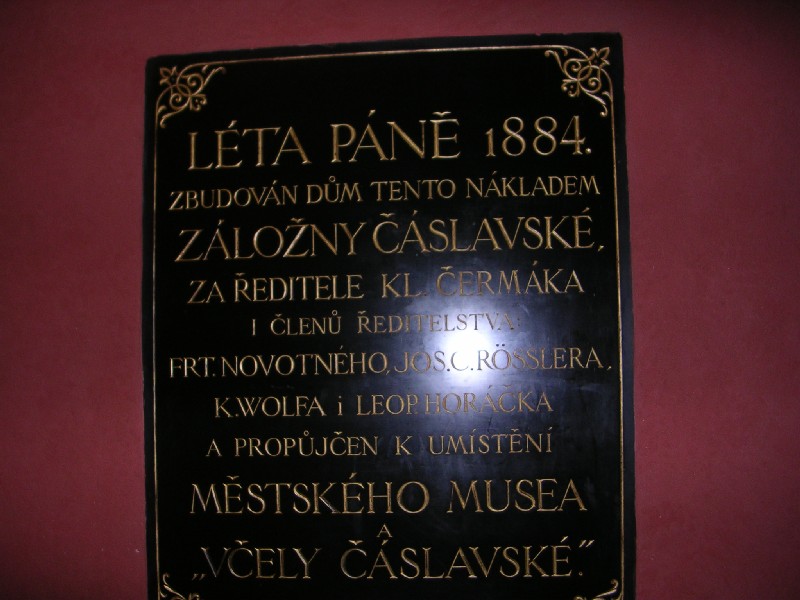 LÉTA PÁNĚ 1884.
ZBUDOVÁN DŮM TENTO NÁKLADEM
ZÁLOŽNY ČÁSLAVSKÉ,
ZA ŘEDITELE KL. ČERMÁKA
I ČLENŮ ŘEDITELSTVA:
FRT. NOVOTNÉHO, JOS. C. RÖSSLERA,
K. WOLFA i LEOP. HORÁČKA
A PROPŮJČEN K UMÍSTĚNÍ
MĚSTSKÉHO MUSEA
A
„VČELY ČÁSLAVSKÉ."